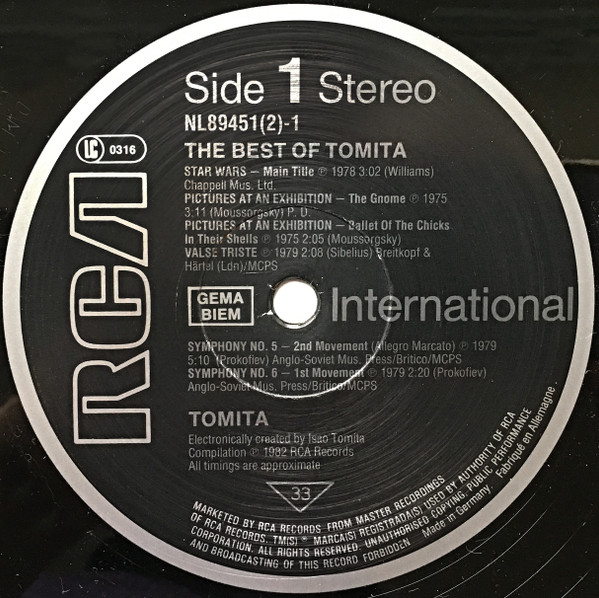 Side 1 Stereo
NL89451(2)-1
LC 0316
THE BEST OF TOMITA
STAR WARS – Main Title ℗ 1978 3:02 (Williams)
Chappell Mus. Ltd.
PICTURES AT AN EXHIBITION – The Gnome ℗ 1975
3:11 (Moussorgsky) P. D.
PICTURES AT AN EXHIBITION – Ballet Of The Chicks
In Their Shells ℗ 1975 2:05 (Moussorgsky)
VALSE TRISTE ℗ 1979 2:08 (Sibelius) Breitkopf &
Härtel (Ldn)/MCPS
RCA
GEMA
BIEM
International
SYMPHONY NO. 5 – 2nd Movement (Allegro Marcato) ℗ 1979
5:10 (Prokofiev) Anglo-Soviet Mus. Press/Britico/MCPS
SYMPHONY NO. 6 – 1st Movement ℗ 1979 2:20 (Prokofiev)
Anglo-Soviet Mus. Press/Britico/MCPS
TOMITA
Electronically created by Isao Tomita
Compilation ℗ 1982 RCA Records
All timings are approximate
33
MARKETED BY RCA RECORDS FROM MASTER RECORDINGS
OF RCA RECORDS. TM(S) ® MARCA(S) REGISTRADA(S) USED BY AUTHORITY OF RCA
CORPORATION. ALL RIGHTS RESERVED. UNAUTHORISED COPYING, PUBLIC PERFORMANCE
AND BROADCASTING OF THIS RECORD FORBIDDEN Made in Germany. Fabriqué en Allemagne.